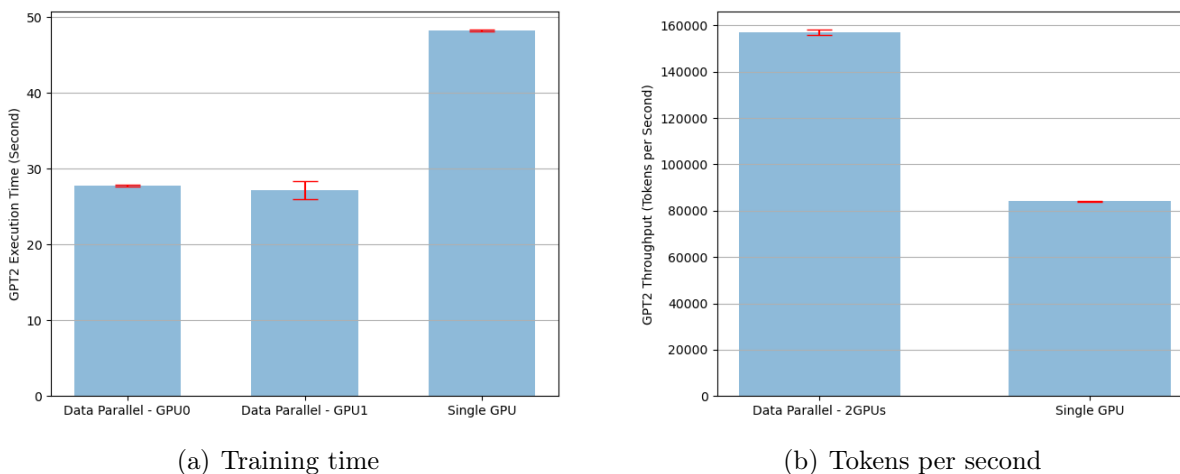 GPT2 Execution Time (Second)
50
40
30
20
10
0
Data Parallel - GPU0
Data Parallel - GPU1
Single GPU
(a) Training time
GPT2 Throughput (Tokens per Second)
160000
140000
120000
100000
80000
60000
40000
20000
0
Data Parallel - 2GPUs
Single GPU
(b) Tokens per second